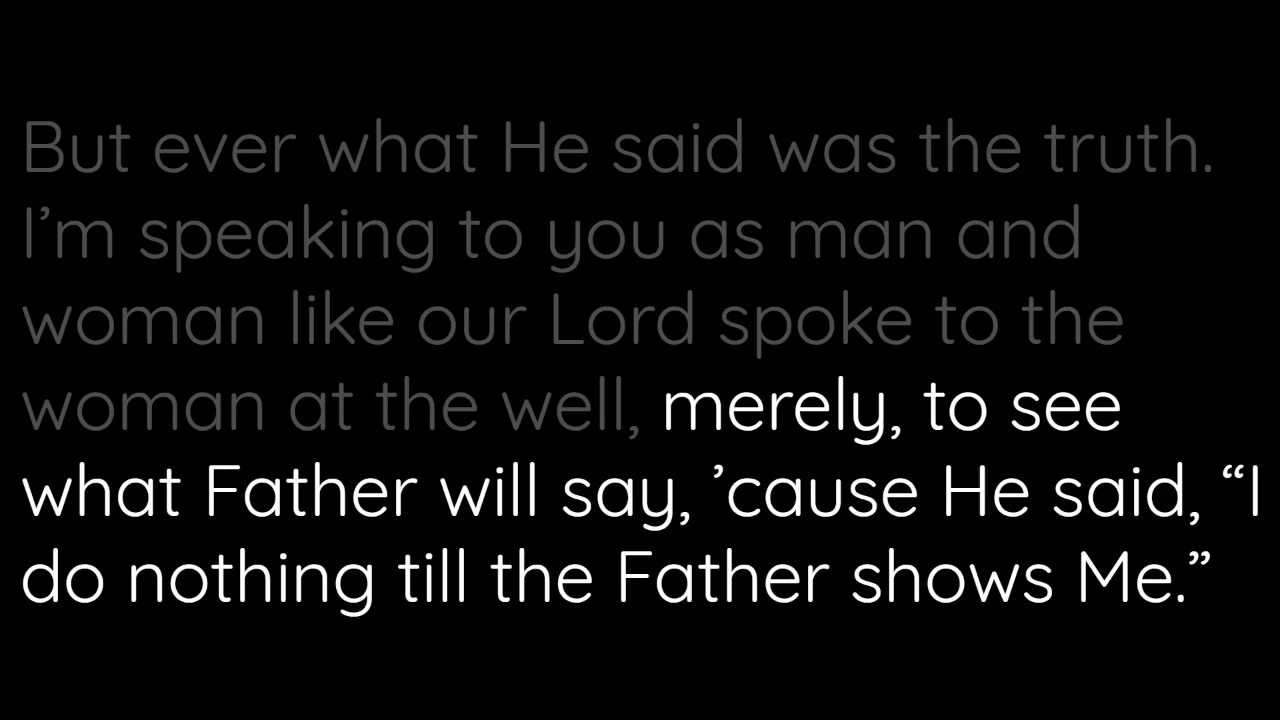 But ever what He said was the truth.
I’m speaking to you as man and
woman like our Lord spoke to the
woman at the well, merely, to see
what Father will say, ’cause He said, “I
do nothing till the Father shows Me.”